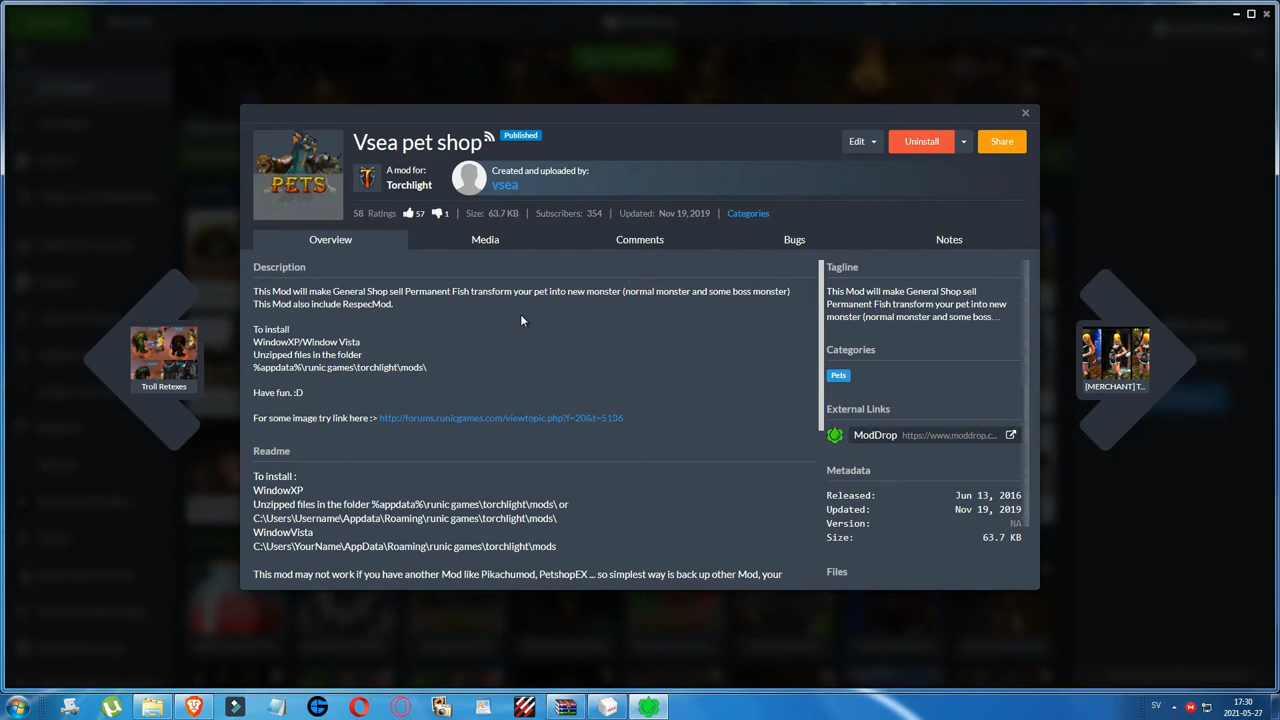 Vsea pet shop
Published
Edit
Uninstall
Share
PETS
A mod for:
Torchlight
Created and uploaded by:
vsea
58 Ratings 57 1 | Size: 63.7 KB | Subscribers: 354 | Updated: Nov 19, 2019 | Categories
Overview
Media
Comments
Bugs
Notes
Description
This Mod will make General Shop sell Permanent Fish transform your pet into new monster (normal monster and some boss monster)
This Mod also include RespecMod.
To install
WindowXP/Window Vista
Unzipped files in the folder
%appdata%\runic games\torchlight\mods\
Have fun. :D
For some image try link here :> http://forums.runicgames.com/viewtopic.php?f=20&t=5136
Readme
To install :
WindowXP
Unzipped files in the folder %appdata%\runic games\torchlight\mods\ or
C:\Users\Username\Appdata\Roaming\runic games\torchlight\mods\
WindowVista
C:\Users\YourName\AppData\Roaming\runic games\torchlight\mods
This mod may not work if you have another Mod like Pikachumod, PetshopEX ... so simplest way is back up other Mod, your
Tagline
This Mod will make General Shop sell
Permanent Fish transform your pet into new
monster (normal monster and some boss...
Categories
Pets
External Links
ModDrop https://www.moddrop.c...
Metadata
Released: Jun 13, 2016
Updated: Nov 19, 2019
Version: NA
Size: 63.7 KB
Files
Troll Retexes
[MERCHANT] T...
SV
17:30
2021-05-27